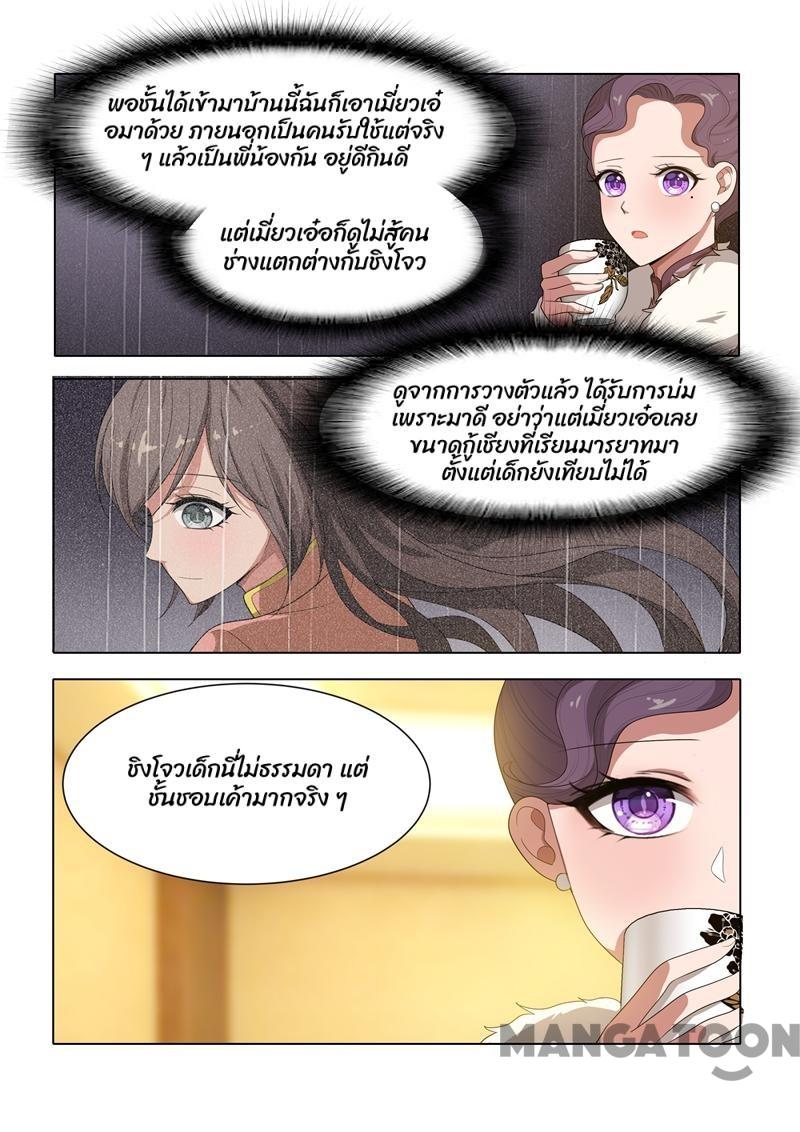 พอชั้นได้เข้ามาบ้านนี้ฉันก็เอาเมี่ยวเอ๋
อมาด้วย ภายนอกเป็นคนรับใช้แต่จริง
ๆ แล้วเป็นพี่น้องกัน อยู่ดีกินดี
แต่เมี่ยวเอ๋อก็ดูไม่สู้คน
ช่างแตกต่างกับชิงโจว
ดูจากการวางตัวแล้ว ได้รับการบ่ม
เพราะมาดี อย่าว่าแต่เมี่ยวเอ๋อเลย
ขนาดกู้เชียงที่เรียนมารยาทมา
ตั้งแต่เด็กยังเทียบไม่ได้
ชิงโจวเด็กนี่ไม่ธรรมดา แต่
ชั้นชอบเค้ามากจริง ๆ
MANGATOON